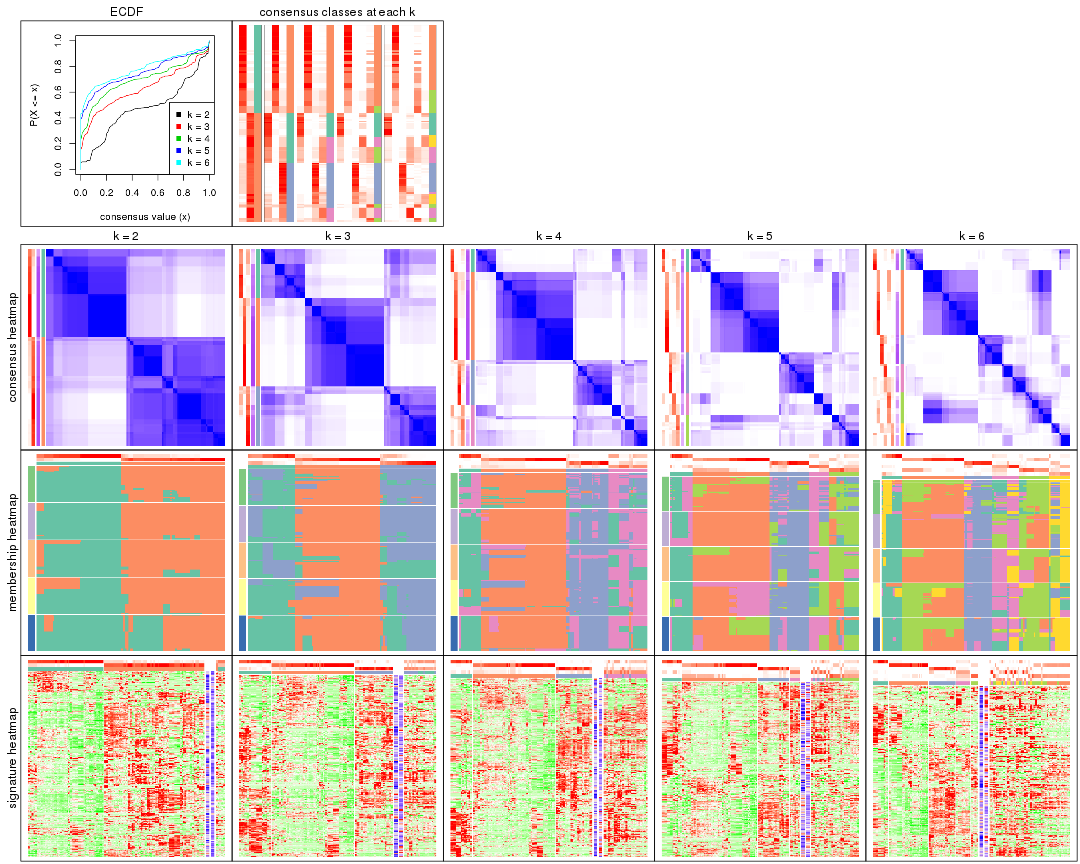 ECDF
consensus classes at each k
P(X <= x)
0.0 0.2 0.4 0.6 0.8 1.0
k = 2
k = 3
k = 4
k = 5
k = 6
0.0 0.2 0.4 0.6 0.8 1.0
consensus value (x)
k = 2 k = 3 k = 4 k = 5 k = 6
consensus heatmap
membership heatmap
signature heatmap